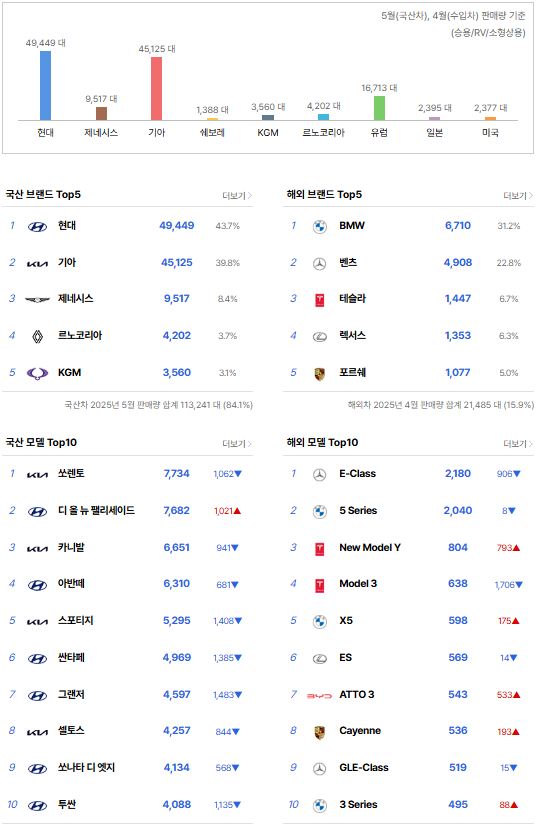 5월(국산차), 4월(수입차) 판매량 기준
(승용/RV/소형상용)
49,449 대
9,517 대
45,125 대
1,388 대
3,560 대
4,202 대
16,713 대
2,395 대
2,377 대
현대 제네시스 기아 쉐보레 KGM 르노코리아 유럽 일본 미국
국산 브랜드 Top5 더보기
1 현대 49,449 43.7%
2 기아 45,125 39.8%
3 제네시스 9,517 8.4%
4 르노코리아 4,202 3.7%
5 KGM 3,560 3.1%
국산차 2025년 5월 판매량 합계 113,241 대 (84.1%)
해외 브랜드 Top5 더보기
1 BMW 6,710 31.2%
2 벤츠 4,908 22.8%
3 테슬라 1,447 6.7%
4 렉서스 1,353 6.3%
5 포르쉐 1,077 5.0%
해외차 2025년 4월 판매량 합계 21,485 대 (15.9%)
국산 모델 Top10 더보기
1 쏘렌토 7,734 1,062▼
2 디 올 뉴 팰리세이드 7,682 1,021▲
3 카니발 6,651 941▼
4 아반떼 6,310 681▼
5 스포티지 5,295 1,408▼
6 싼타페 4,969 1,385▼
7 그랜저 4,597 1,483▼
8 셀토스 4,257 844▼
9 쏘나타 디 엣지 4,134 568▼
10 투싼 4,088 1,135▼
해외 모델 Top10 더보기
1 E-Class 2,180 906▼
2 5 Series 2,040 8▼
3 New Model Y 804 793▲
4 Model 3 638 1,706▼
5 X5 598 175▲
6 ES 569 14▼
7 BYD ATTO 3 543 533▲
8 Cayenne 536 193▲
9 GLE-Class 519 15▼
10 3 Series 495 88▲